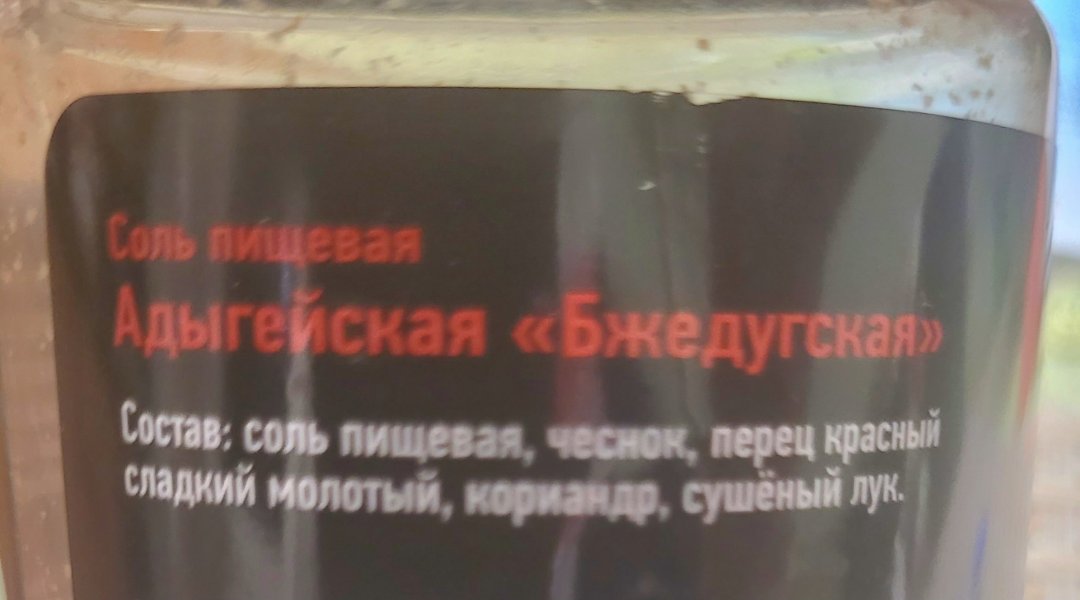 Соль пищевая
Адыгейская «Бжедугская»
Состав: соль пищевая, чеснок, перец красный
сладкий молотый, кориандр, сушёный лук.